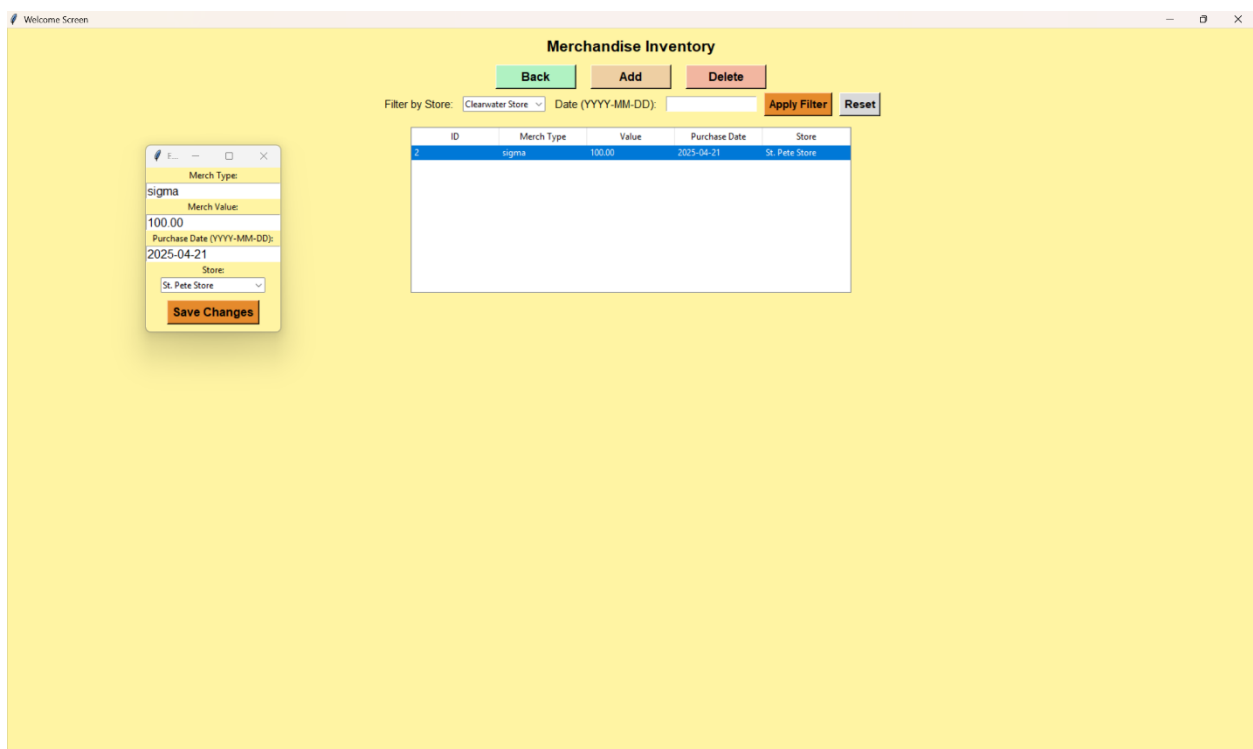 Welcome Screen
Merchandise Inventory
Back Add Delete
Filter by Store: Clearwater Store Date (YYYY-MM-DD): Apply Filter Reset
ID Merch Type Value Purchase Date Store
2 sigma 100.00 2025-04-21 St. Pete Store
E...
Merch Type:
sigma
Merch Value:
100.00
Purchase Date (YYYY-MM-DD):
2025-04-21
Store:
St. Pete Store
Save Changes